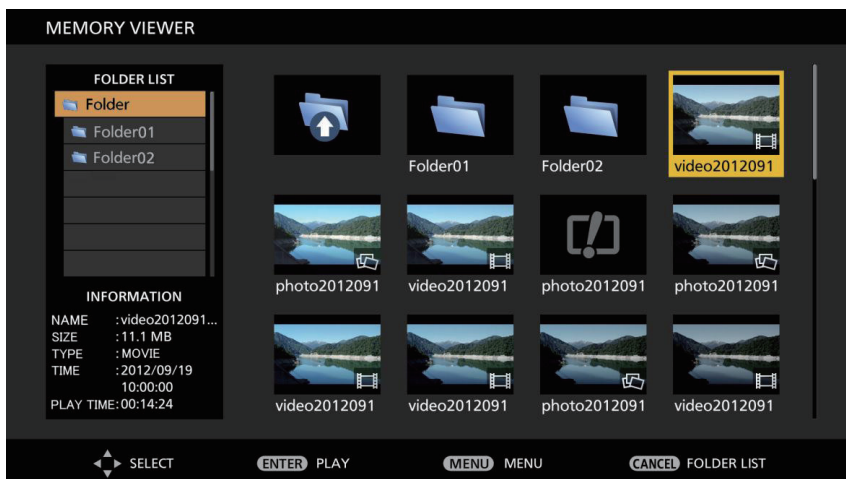 MEMORY VIEWER
FOLDER LIST
Folder
Folder01
Folder02
INFORMATION
NAME :video2012091...
SIZE :11.1 MB
TYPE :MOVIE
TIME :2012/09/19
10:00:00
PLAY TIME:00:14:24
Folder01 Folder02 video2012091
photo2012091 video2012091 photo2012091 photo2012091
video2012091 video2012091 photo2012091 video2012091
SELECT ENTER PLAY MENU MENU CANCEL FOLDER LIST